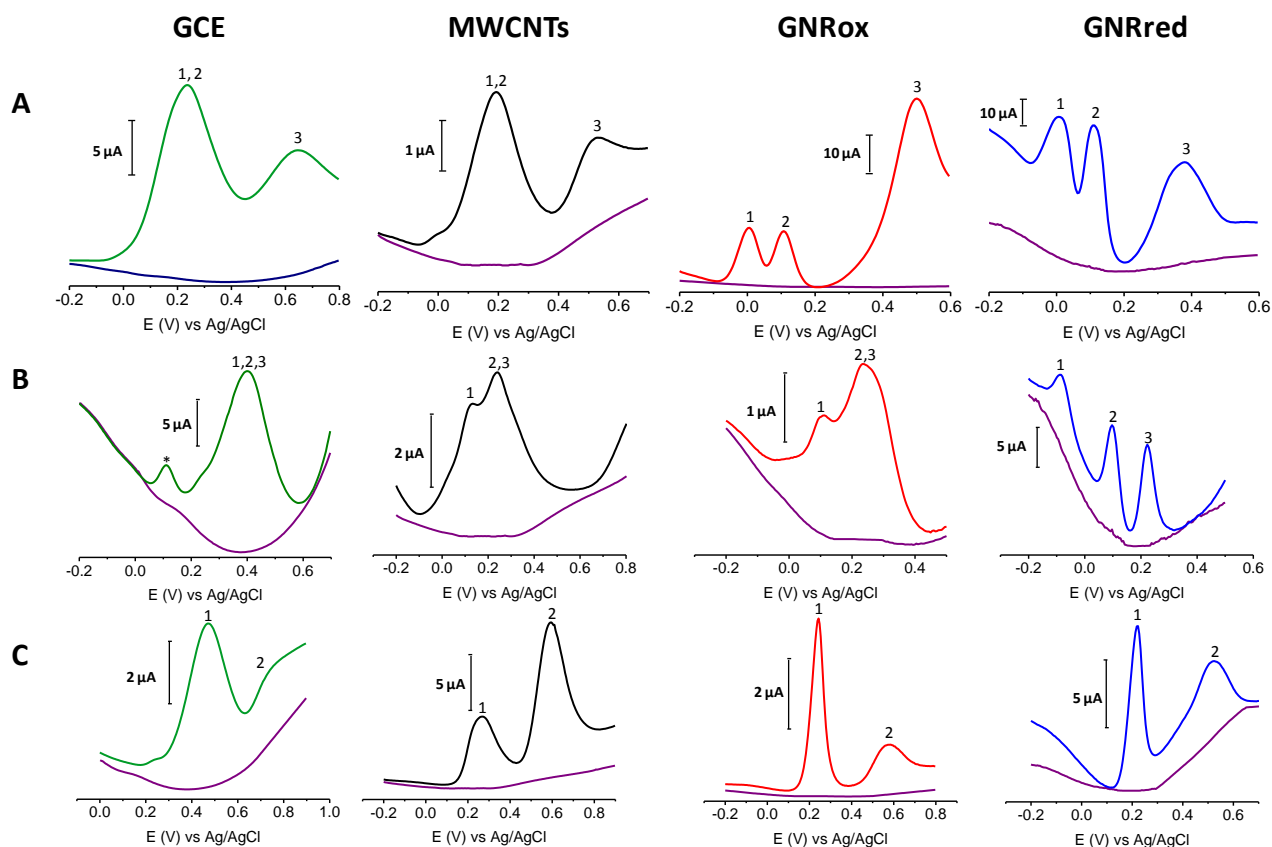 GCE MWCNTs GNRox GNRred
A
1,2
3
5 µA
-0.2 0.0 0.2 0.4 0.6 0.8
E (V) vs Ag/AgCl
1,2
3
1 µA
-0.2 0.0 0.2 0.4 0.6
E (V) vs Ag/AgCl
3
10 µA
1 2
-0.2 0.0 0.2 0.4 0.6
E (V) vs Ag/AgCl
10 µA
1 2
3
-0.2 0.0 0.2 0.4 0.6
E (V) vs Ag/AgCl
B
1,2,3
5 µA
*
-0.2 0.0 0.2 0.4 0.6
E (V) vs Ag/AgCl
2,3
1
2 µA
-0.2 0.0 0.2 0.4 0.6 0.8
E (V) vs Ag/AgCl
2,3
1 µA
1
-0.2 0.0 0.2 0.4
E (V) vs Ag/AgCl
1
2
3
5 µA
-0.2 0.0 0.2 0.4 0.6
E (V) vs Ag/AgCl
C
1
2
2 µA
0.0 0.2 0.4 0.6 0.8 1.0
E (V) vs Ag/AgCl
2
5 µA
1
-0.2 0.0 0.2 0.4 0.6 0.8
E (V) vs Ag/AgCl
1
2 µA
2
-0.2 0.0 0.2 0.4 0.6 0.8
E (V) vs Ag/AgCl
1
2
5 µA
-0.2 0.0 0.2 0.4 0.6
E (V) vs Ag/AgCl